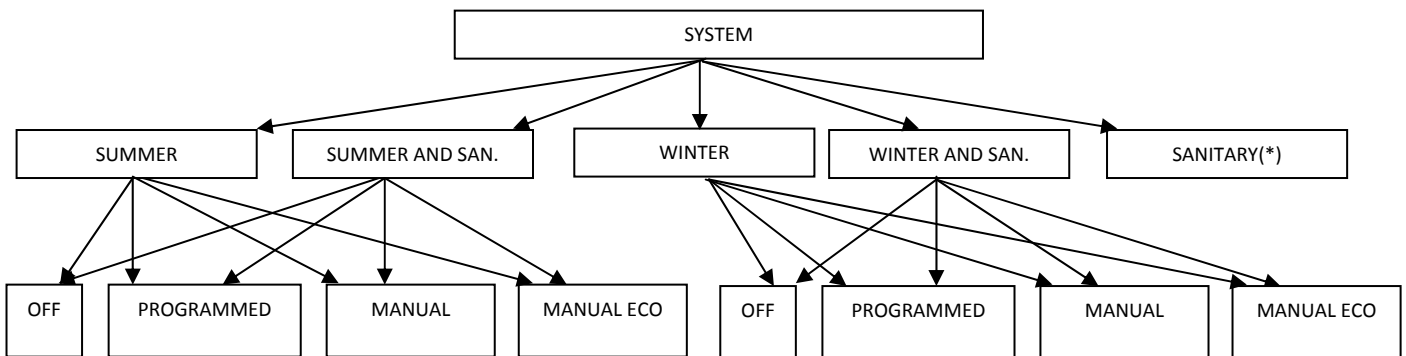 SYSTEM
SUMMER
SUMMER AND SAN.
WINTER
WINTER AND SAN.
SANITARY(*)
OFF
PROGRAMMED
MANUAL
MANUAL ECO
OFF
PROGRAMMED
MANUAL
MANUAL ECO